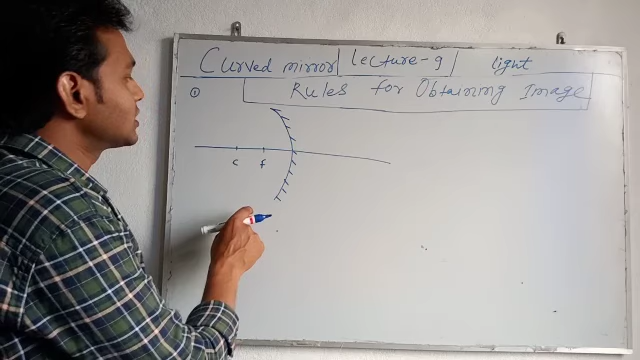 Curved mirror| Lecture-9 | light
① Rules for Obtaining Image
C F